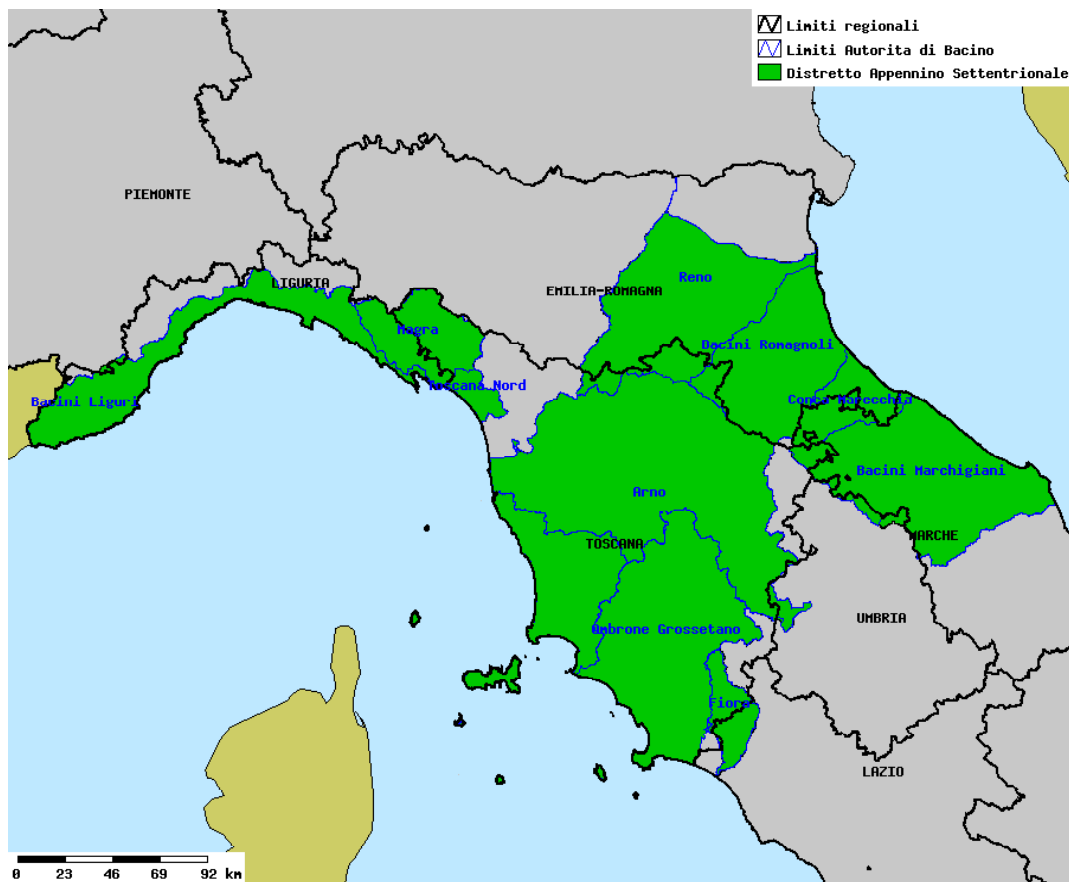 Limiti regionali
Limiti Autorita di Bacino
Distretto Appennino Settentrionale
PIEMONTE
LIGURIA
Reno
EMILIA-ROMAGNA
Magra
Bacini Romagnoli
Toscana Nord
Bacini Liguri
Conca Marecchia
Bacini Marchigiani
Arno
MARCHE
TOSCANA
UMBRIA
Ombrone Grossetano
Fiora
LAZIO
0 23 46 69 92 km